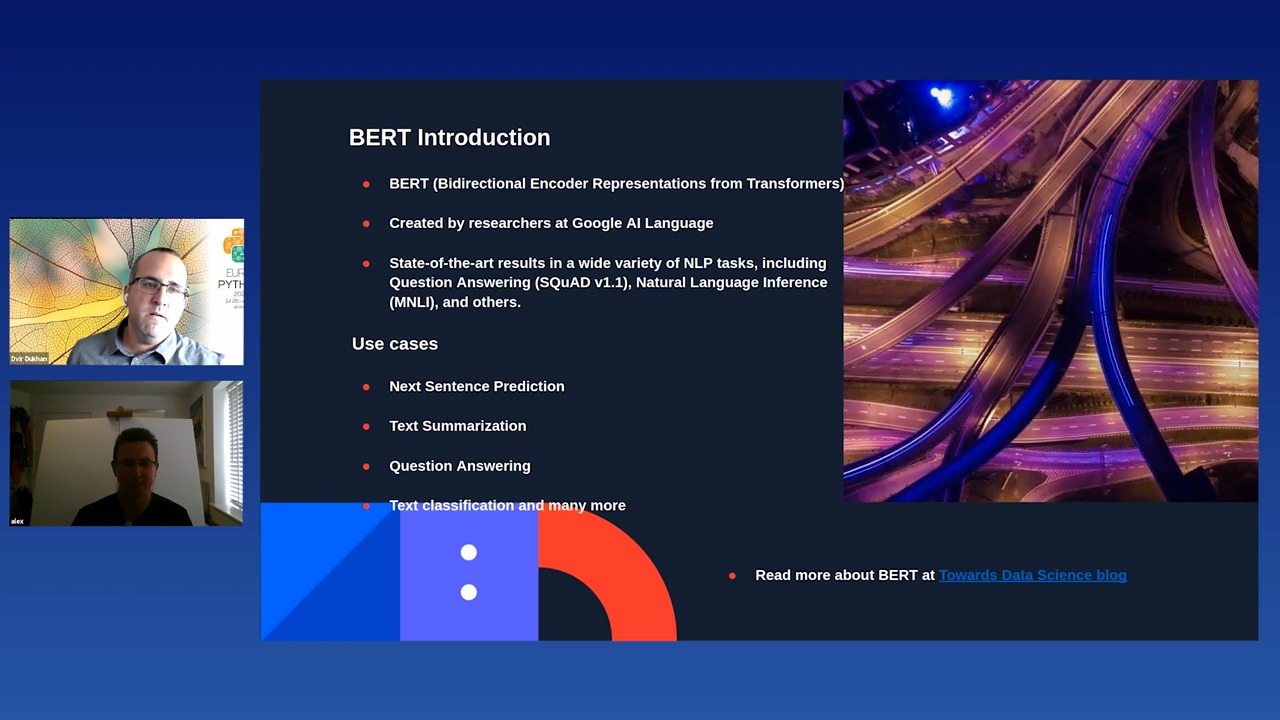 BERT Introduction
BERT (Bidirectional Encoder Representations from Transformers)
Created by researchers at Google AI Language
State-of-the-art results in a wide variety of NLP tasks, including
Question Answering (SQuAD v1.1), Natural Language Inference
(MNLI), and others.
Use cases
Next Sentence Prediction
Text Summarization
Question Answering
Text classification and many more
Read more about BERT at Towards Data Science blog
EUR
PYTH
Dvir Dukhan
alex